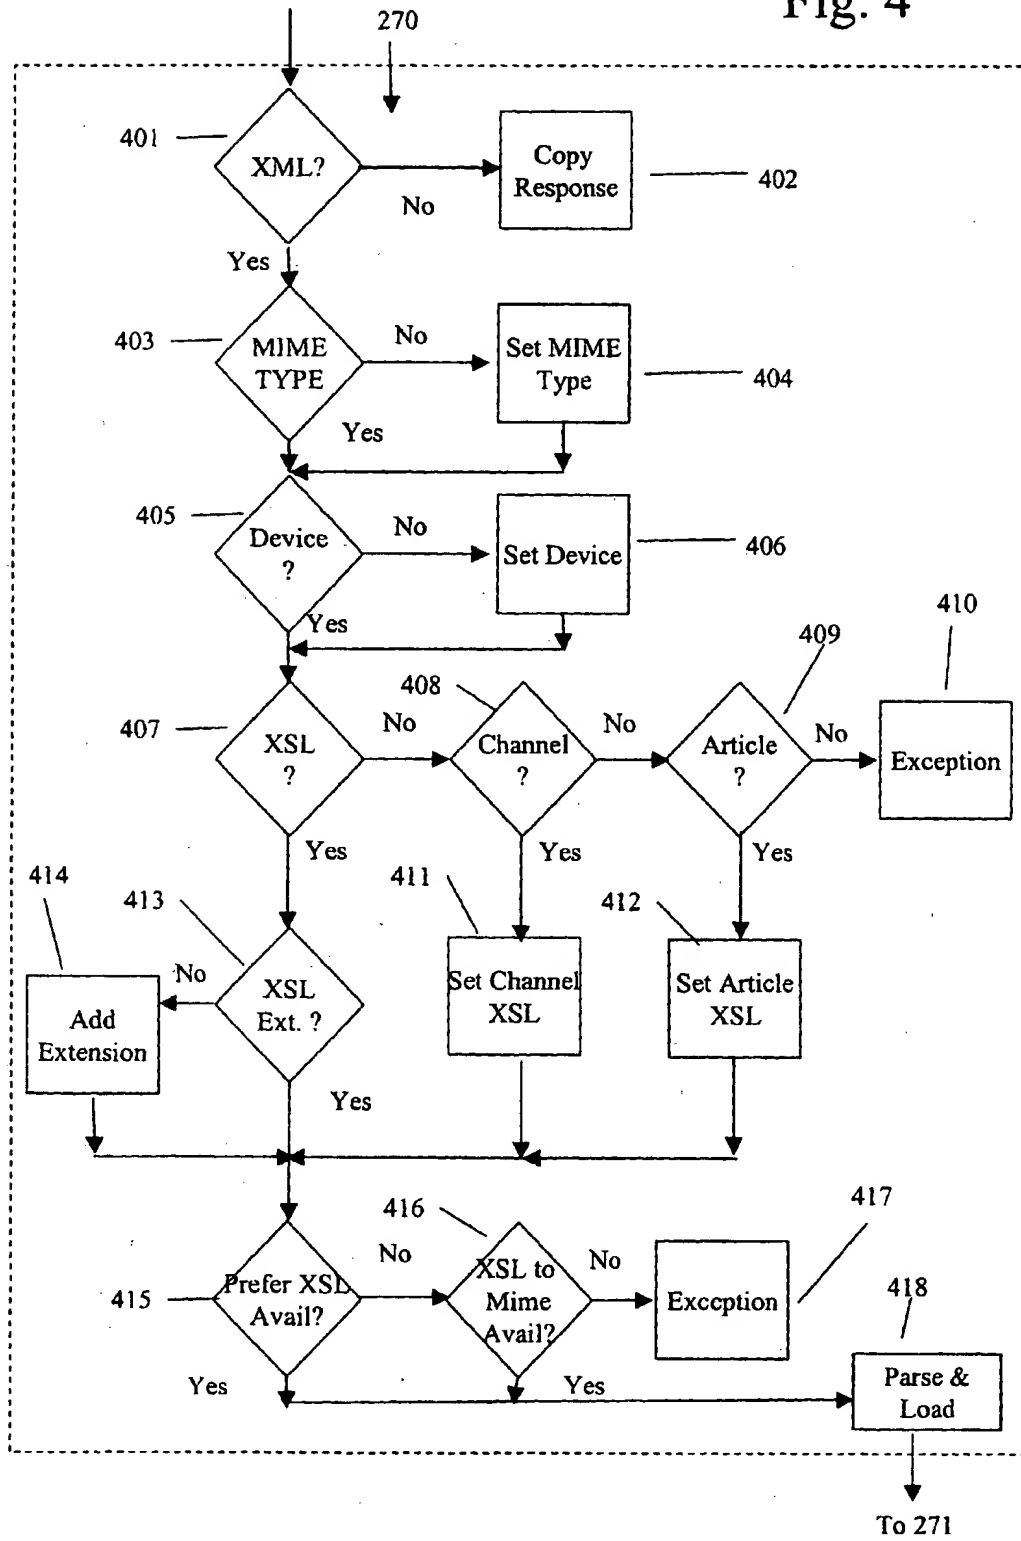 Fig. 4
270
401
XML?
Copy
Response
402
No
Yes
403
MIME
TYPE
No
Set MIME
Type
404
Yes
405
Device
?
No
Set Device
406
Yes
407
XSL
?
No
408
Channel
?
No
409
Article
?
No
410
Exception
Yes
Yes
Yes
414
413
411
412
No
Add
Extension
XSL
Ext. ?
Set Channel
XSL
Set Article
XSL
Yes
415
Prefer XSL
Avail?
No
416
XSL to
Mime
Avail?
No
417
Exception
418
Yes
Yes
Parse &
Load
To 271